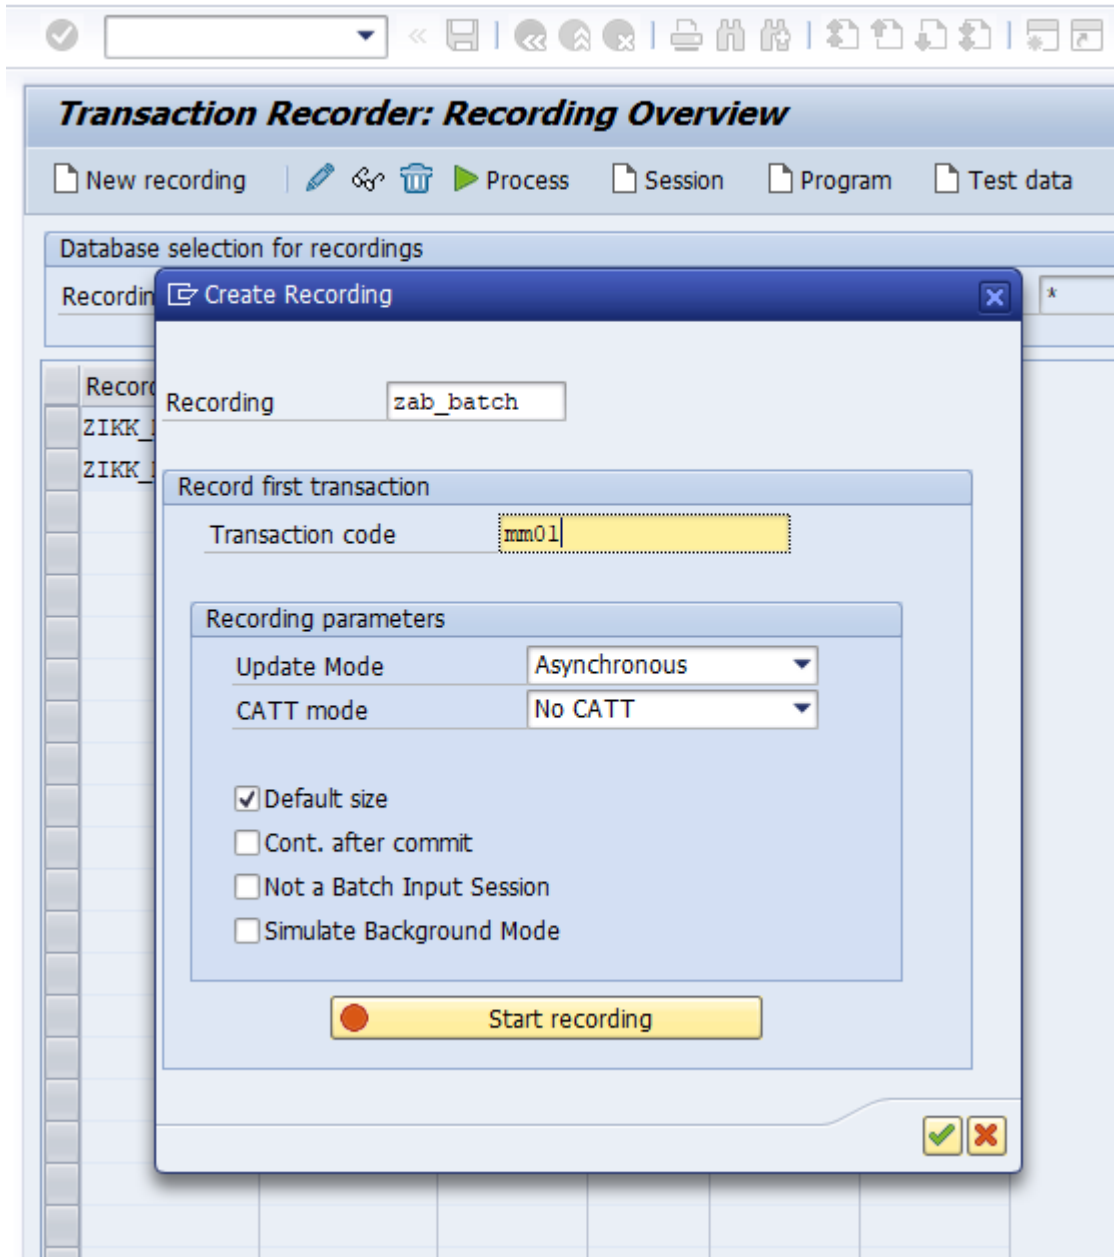 Transaction Recorder: Recording Overview
New recording Process Session Program Test data
Database selection for recordings
Create Recording
*
Recording zab_batch
ZIKK_
ZIKK_
Record first transaction
Transaction code mm01
Recording parameters
Update Mode Asynchronous
CATT mode No CATT
Default size
Cont. after commit
Not a Batch Input Session
Simulate Background Mode
Start recording